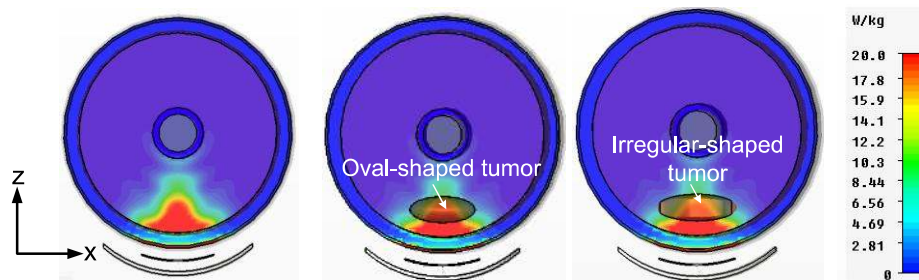 Z
X
Oval-shaped tumor
Irregular-shaped
tumor
W/kg
20.0
17.8
15.9
14.1
12.2
10.3
8.44
6.56
4.69
2.81
0